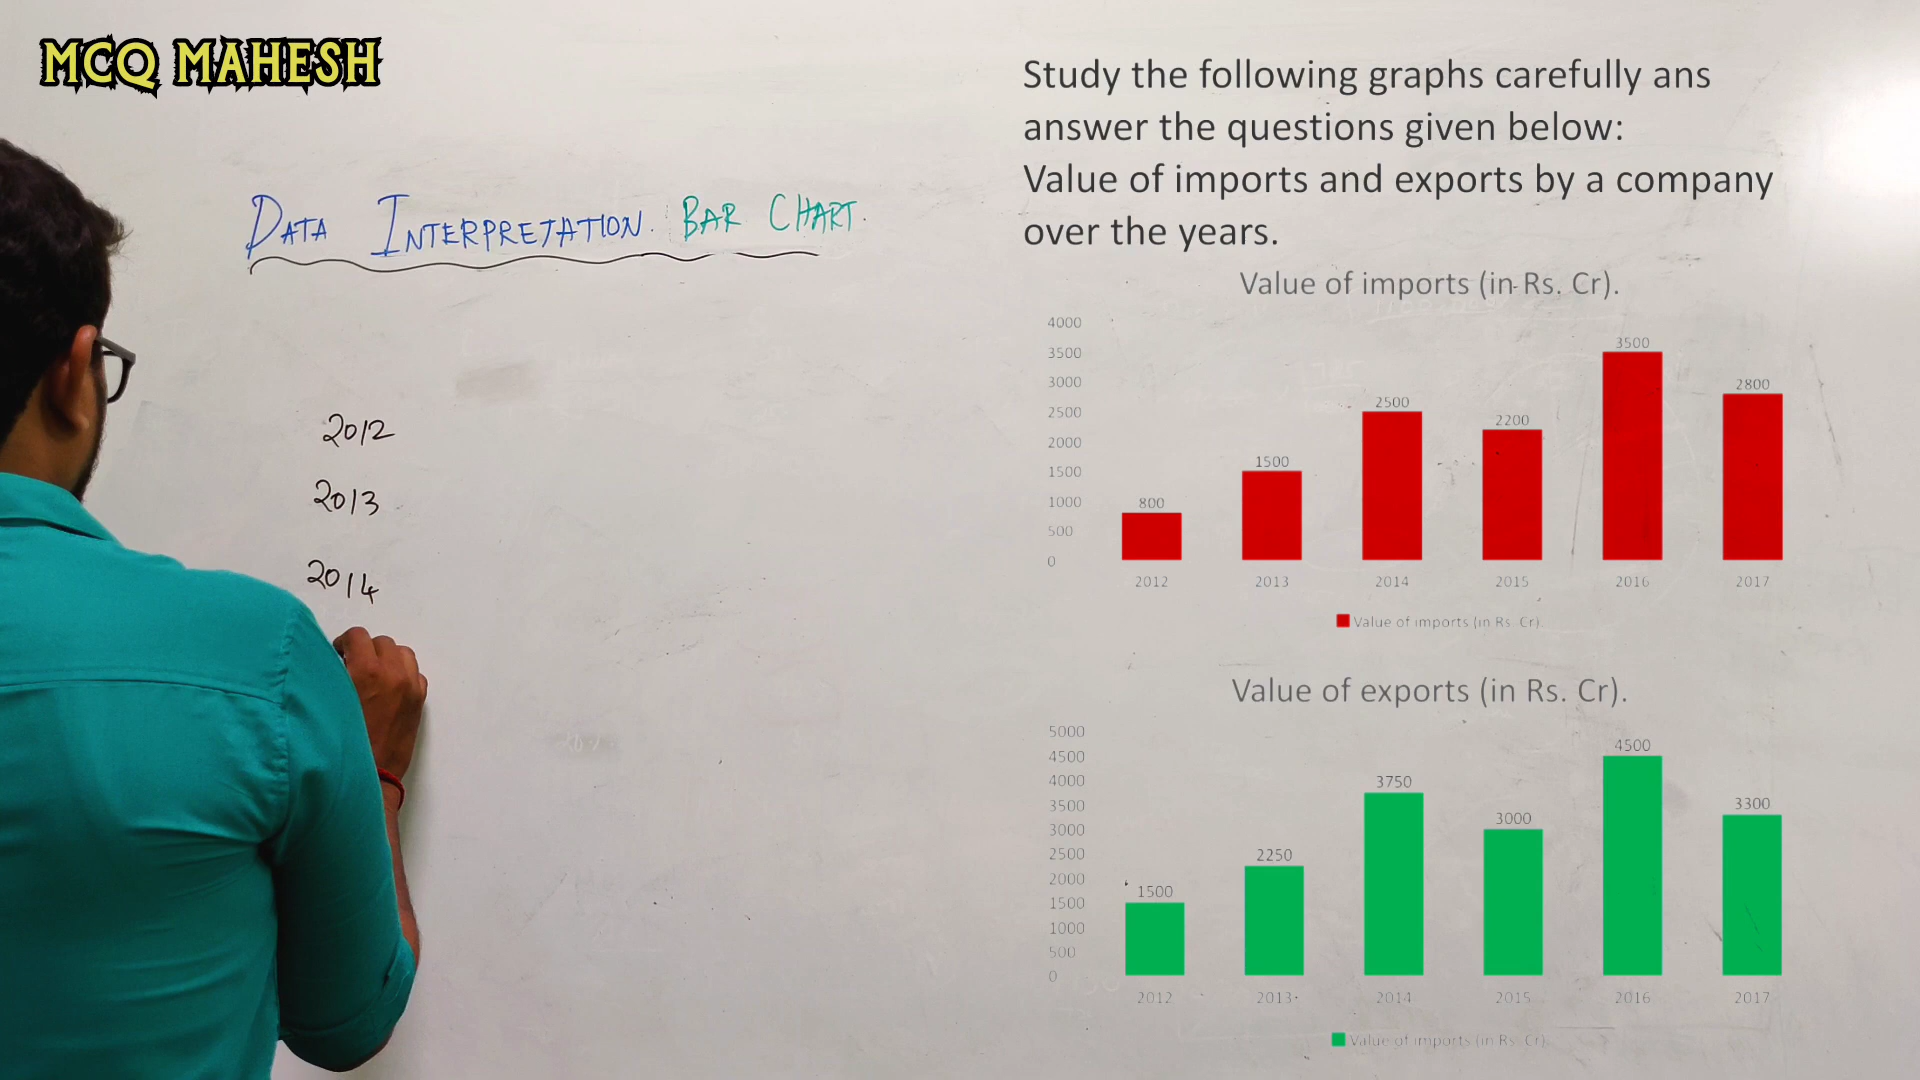 MCQ MAHESH
DATA INTERPRETATION. BAR CHART.
2012
2013
2014
Study the following graphs carefully ans
answer the questions given below:
Value of imports and exports by a company
over the years.
Value of imports (in Rs. Cr).
4000
3500
3000
2500
2000
1500
1000
500
0
800
1500
2500
2200
3500
2800
2012 2013 2014 2015 2016 2017
Value of imports (in Rs. Cr).
Value of exports (in Rs. Cr).
5000
4500
4000
3500
3000
2500
2000
1500
1000
500
0
1500
2250
3750
3000
4500
3300
2012 2013 2014 2015 2016 2017
Value of imports (in Rs. Cr).